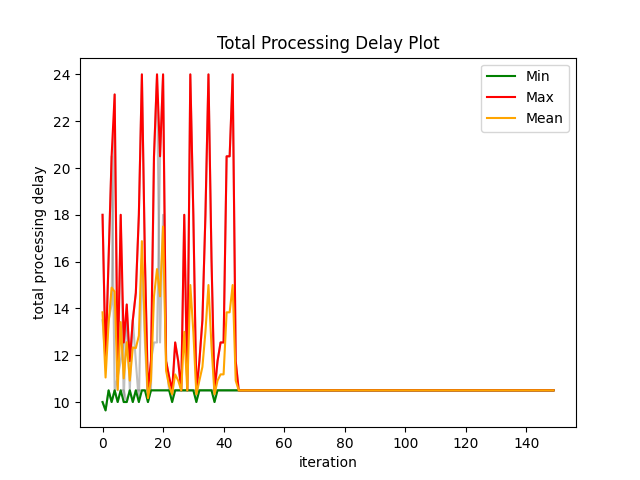 Total Processing Delay Plot
Min
Max
Mean
total processing delay
24
22
20
18
16
14
12
10
0
20
40
60
80
100
120
140
iteration